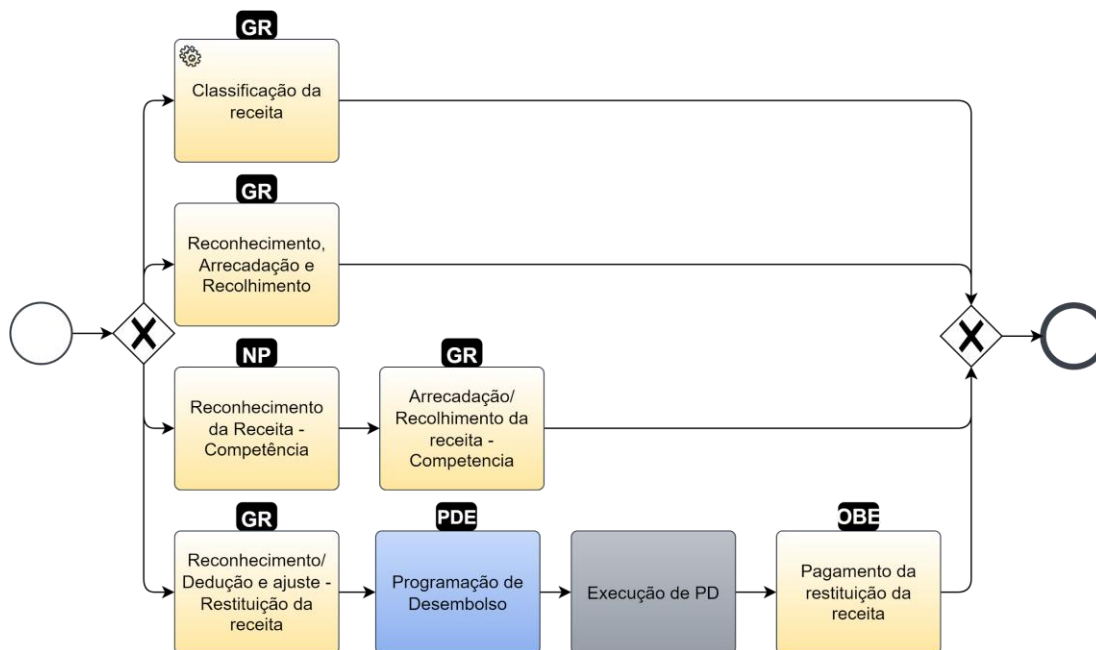 GR
Classificação da
receita
GR
Reconhecimento,
Arrecadação e
Recolhimento
NP
Reconhecimento
da Receita -
Competência
GR
Arrecadação/
Recolhimento da
receita -
Competencia
GR
Reconhecimento/
Dedução e ajuste -
Restituição da
receita
PDE
Programação de
Desembolso
Execução de PD
OBE
Pagamento da
restituição da
receita